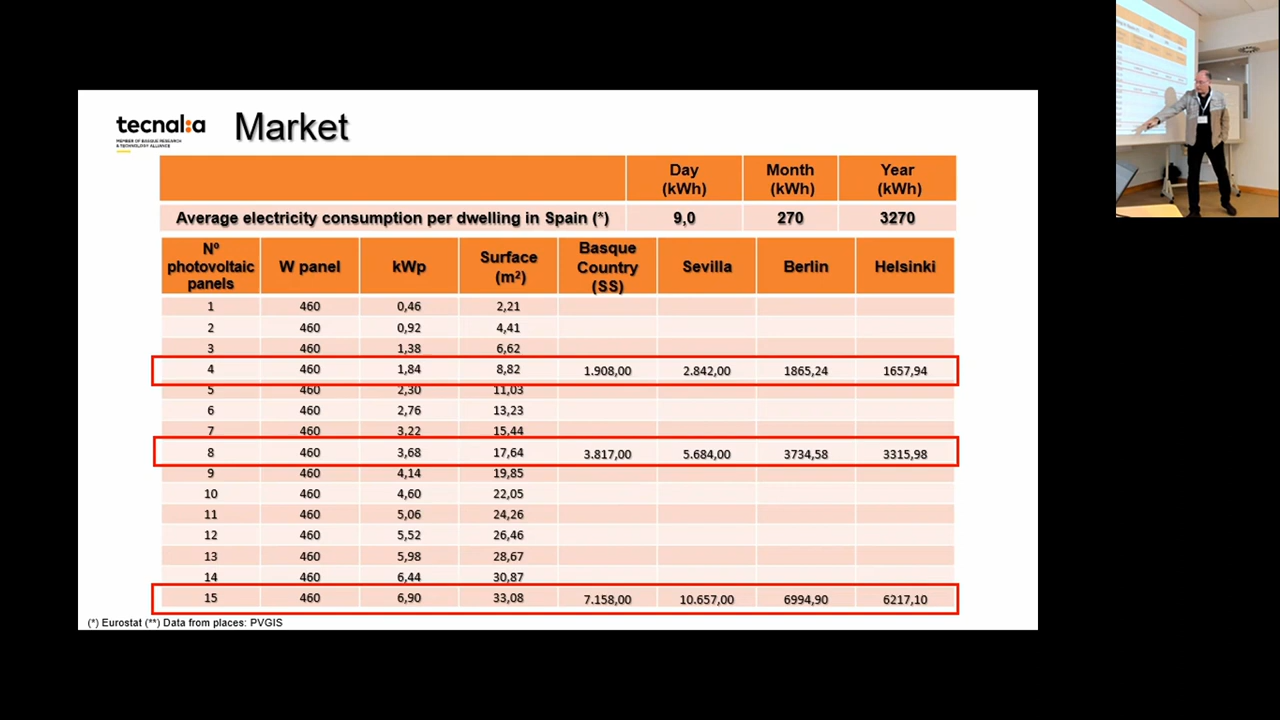 tecnal:a
MEMBER OF BASQUE RESEARCH
& TECHNOLOGY ALLIANCE
Market
Day (kWh) Month (kWh) Year (kWh)
Average electricity consumption per dwelling in Spain (*) 9,0 270 3270
Nº photovoltaic panels W panel kWp Surface (m²) Basque Country (SS) Sevilla Berlin Helsinki
1 460 0,46 2,21
2 460 0,92 4,41
3 460 1,38 6,62
4 460 1,84 8,82 1.908,00 2.842,00 1865,24 1657,94
5 460 2,30 11,03
6 460 2,76 13,23
7 460 3,22 15,44
8 460 3,68 17,64 3.817,00 5.684,00 3734,58 3315,98
9 460 4,14 19,85
10 460 4,60 22,05
11 460 5,06 24,26
12 460 5,52 26,46
13 460 5,98 28,67
14 460 6,44 30,87
15 460 6,90 33,08 7.158,00 10.657,00 6994,90 6217,10
(*) Eurostat (**) Data from places: PVGIS